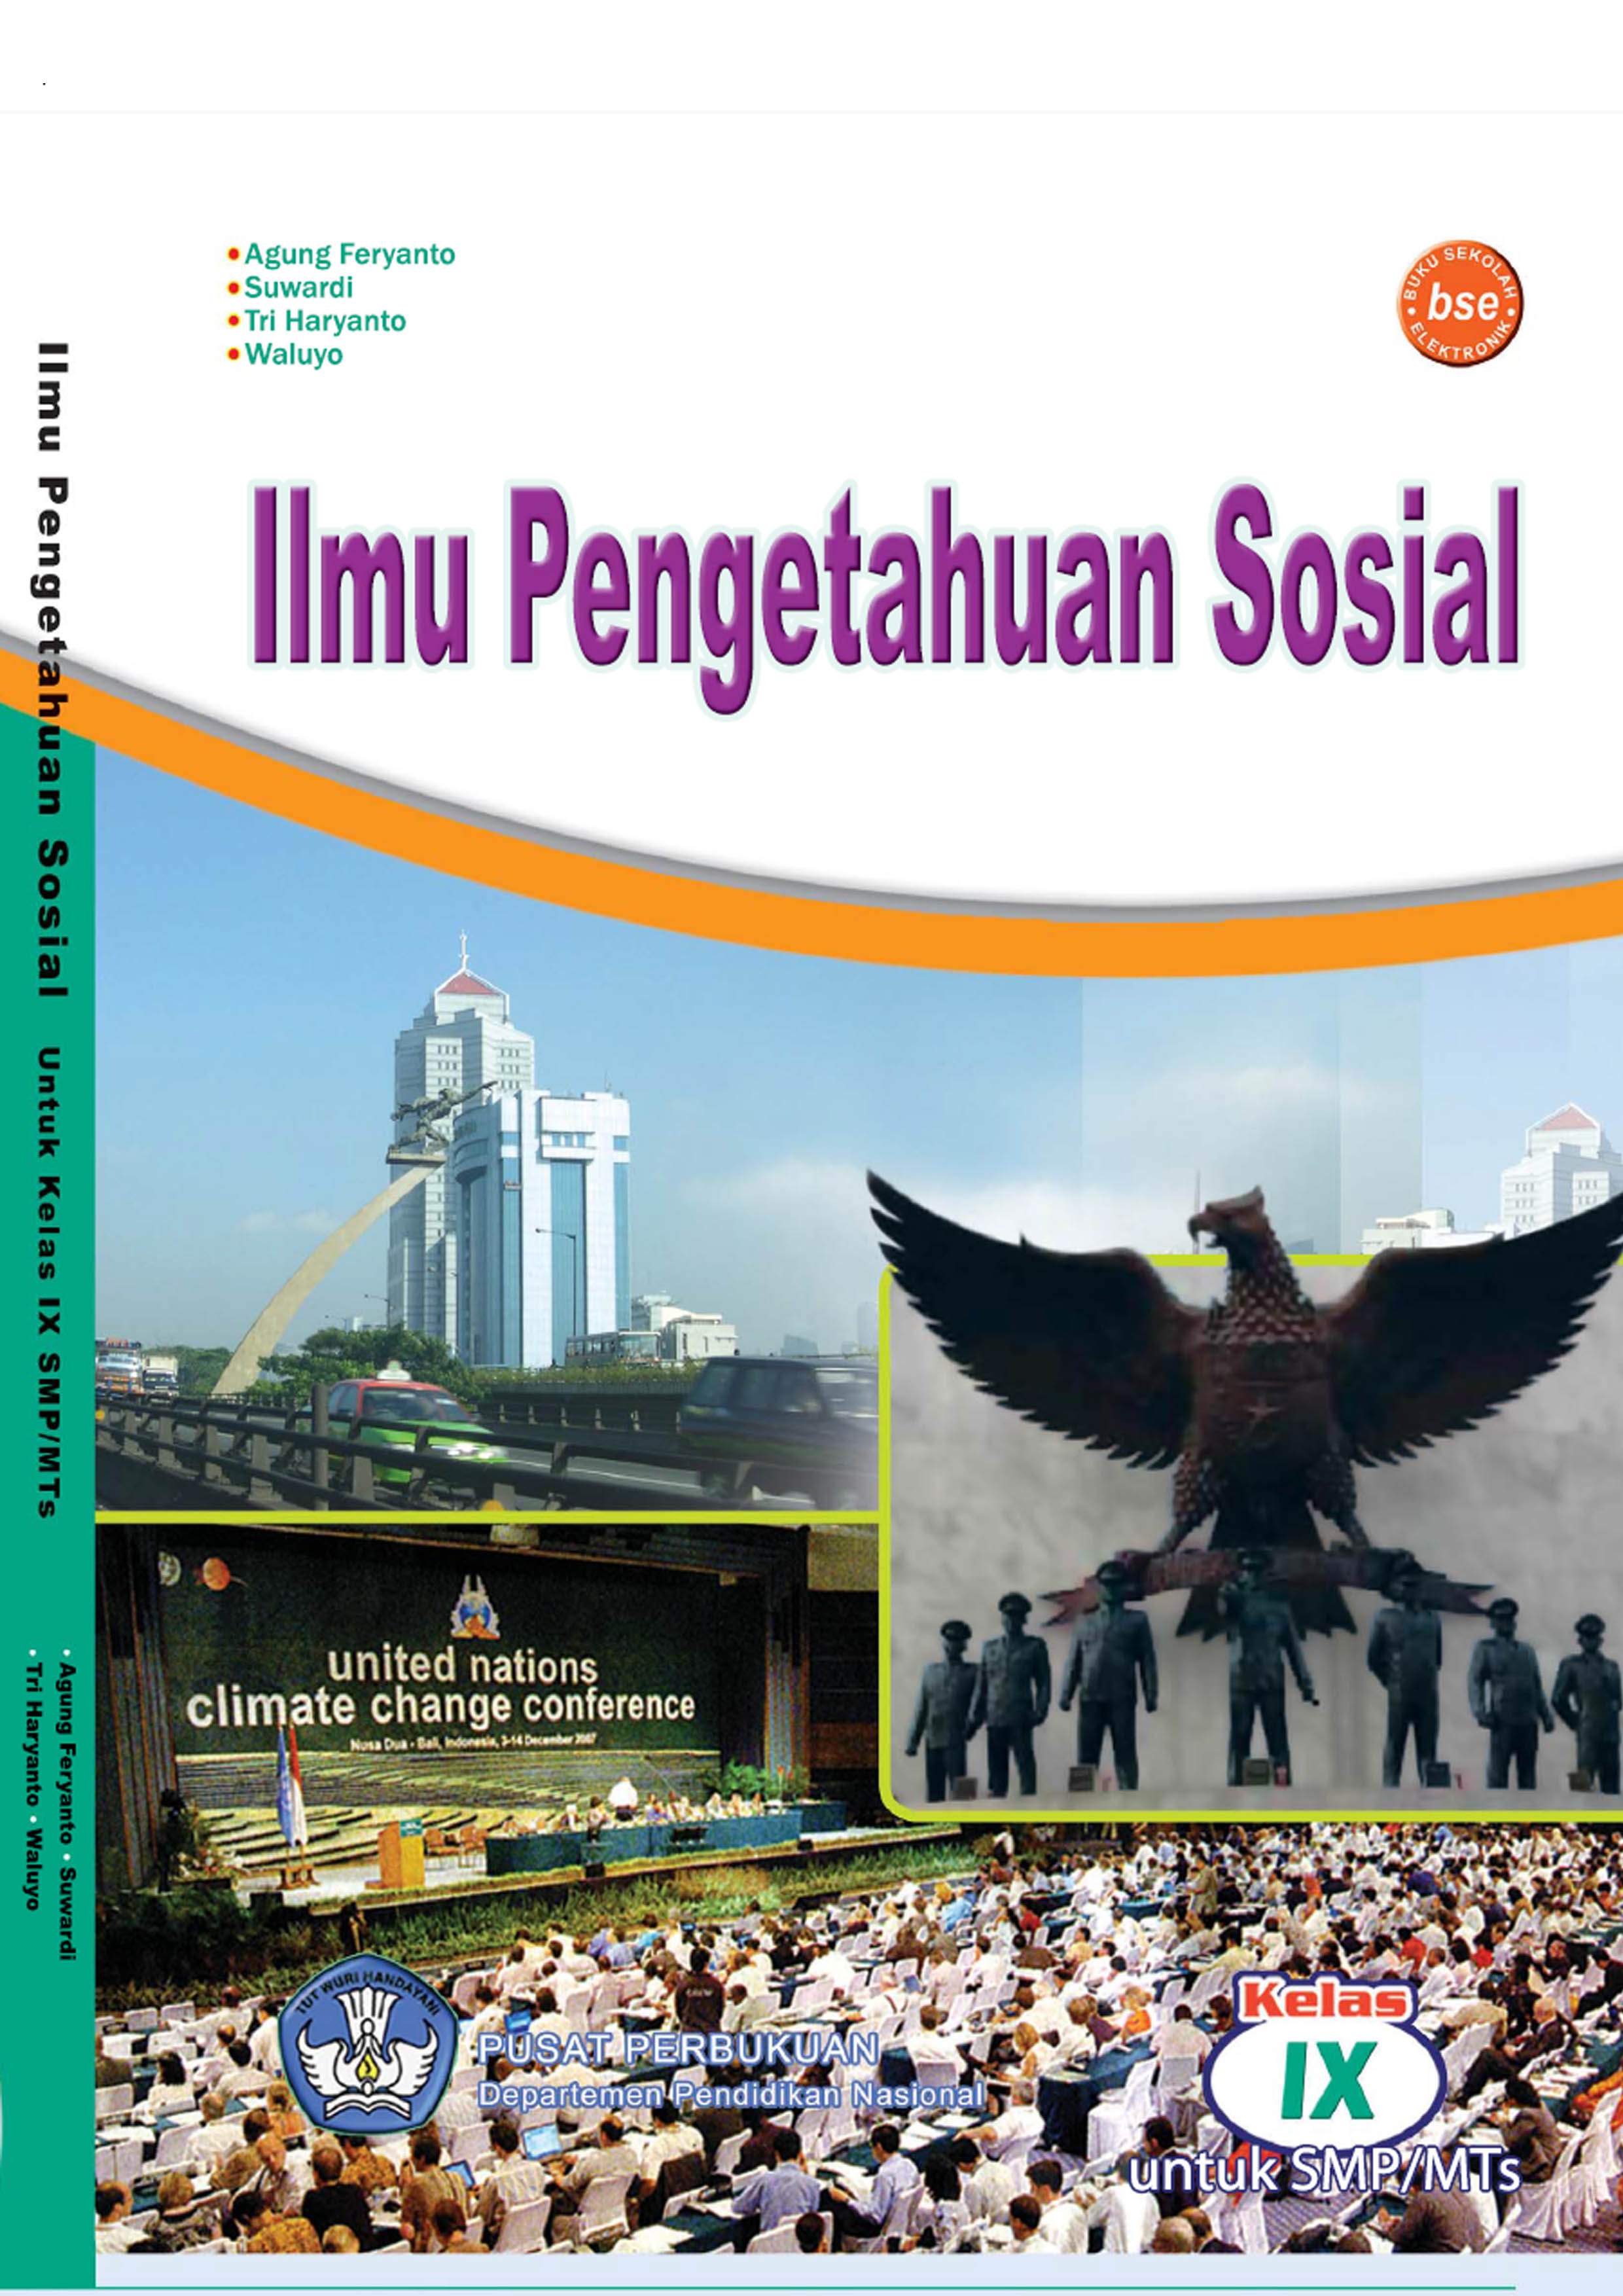 Agung Feryanto
Suwardi
Tri Haryanto
Waluyo
BUKU SEKOLAH
bse
ELEKTRONIK
Ilmu Pengetahuan Sosial
Ilmu Pengetahuan Sosial Untuk Kelas IX SMP/MTs
• Agung Feryanto • Suwardi
• Tri Haryanto • Waluyo
united nations
climate change conference
Nusa Dua - Bali, Indonesia, 3-14 December 2007
TUT WURI HANDAYANI
PUSAT PERBUKUAN
Departemen Pendidikan Nasional
Kelas
IX
untuk SMP/MTs